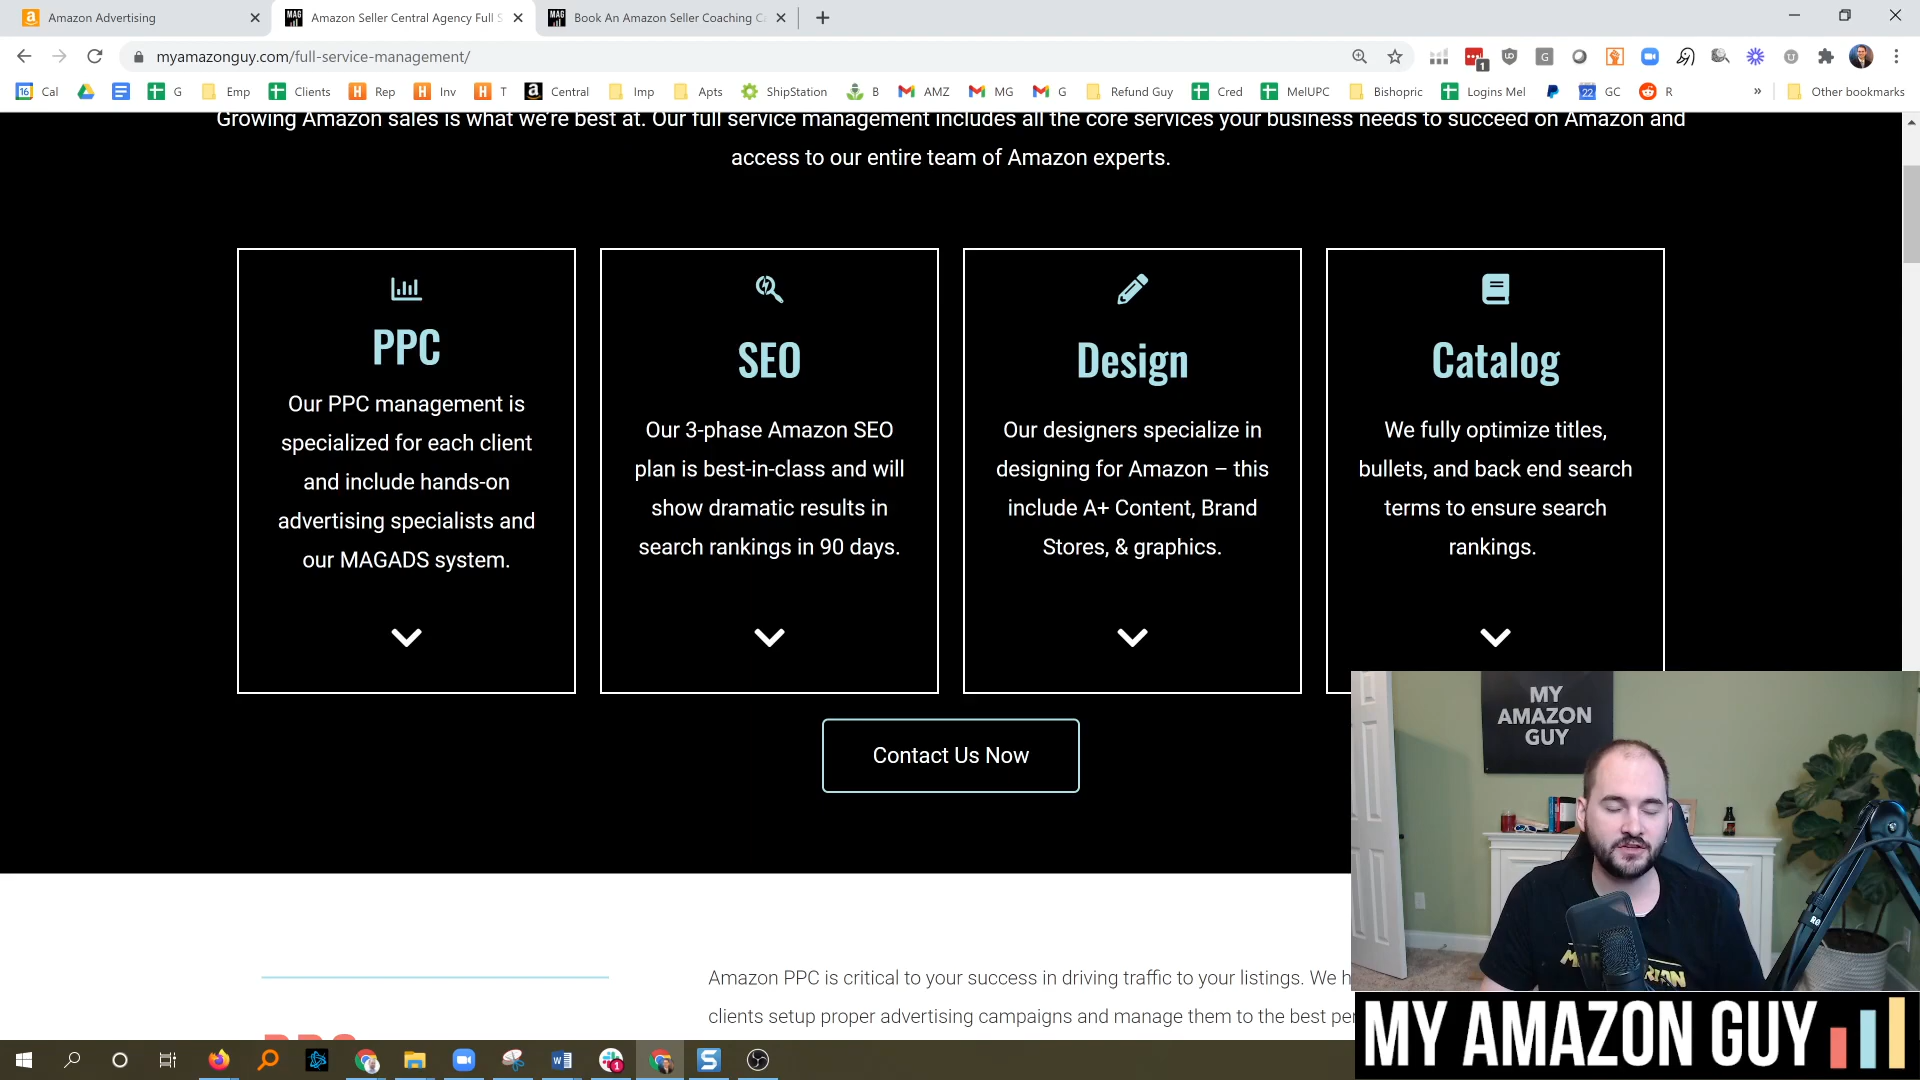 Amazon Advertising
Amazon Seller Central Agency Full S
Book An Amazon Seller Coaching C
myamazonguy.com/full-service-management/
1
16 Cal
G
Emp
Clients
Rep
Inv
T
Central
Imp
Apts
ShipStation
B
AMZ
MG
G
Refund Guy
Cred
MelUPC
Bishopric
Logins Mel
22 GC
R
»
Other bookmarks
Growing Amazon sales is what we're best at. Our full service management includes all the core services your business needs to succeed on Amazon and
access to our entire team of Amazon experts.
PPC
Our PPC management is
specialized for each client
and include hands-on
advertising specialists and
our MAGADS system.
SEO
Our 3-phase Amazon SEO
plan is best-in-class and will
show dramatic results in
search rankings in 90 days.
Design
Our designers specialize in
designing for Amazon – this
include A+ Content, Brand
Stores, & graphics.
Catalog
We fully optimize titles,
bullets, and back end search
terms to ensure search
rankings.
Contact Us Now
MY
AMAZON
GUY
PPC
Amazon PPC is critical to your success in driving traffic to your listings. We h
clients setup proper advertising campaigns and manage them to the best per
MY AMAZON GUY